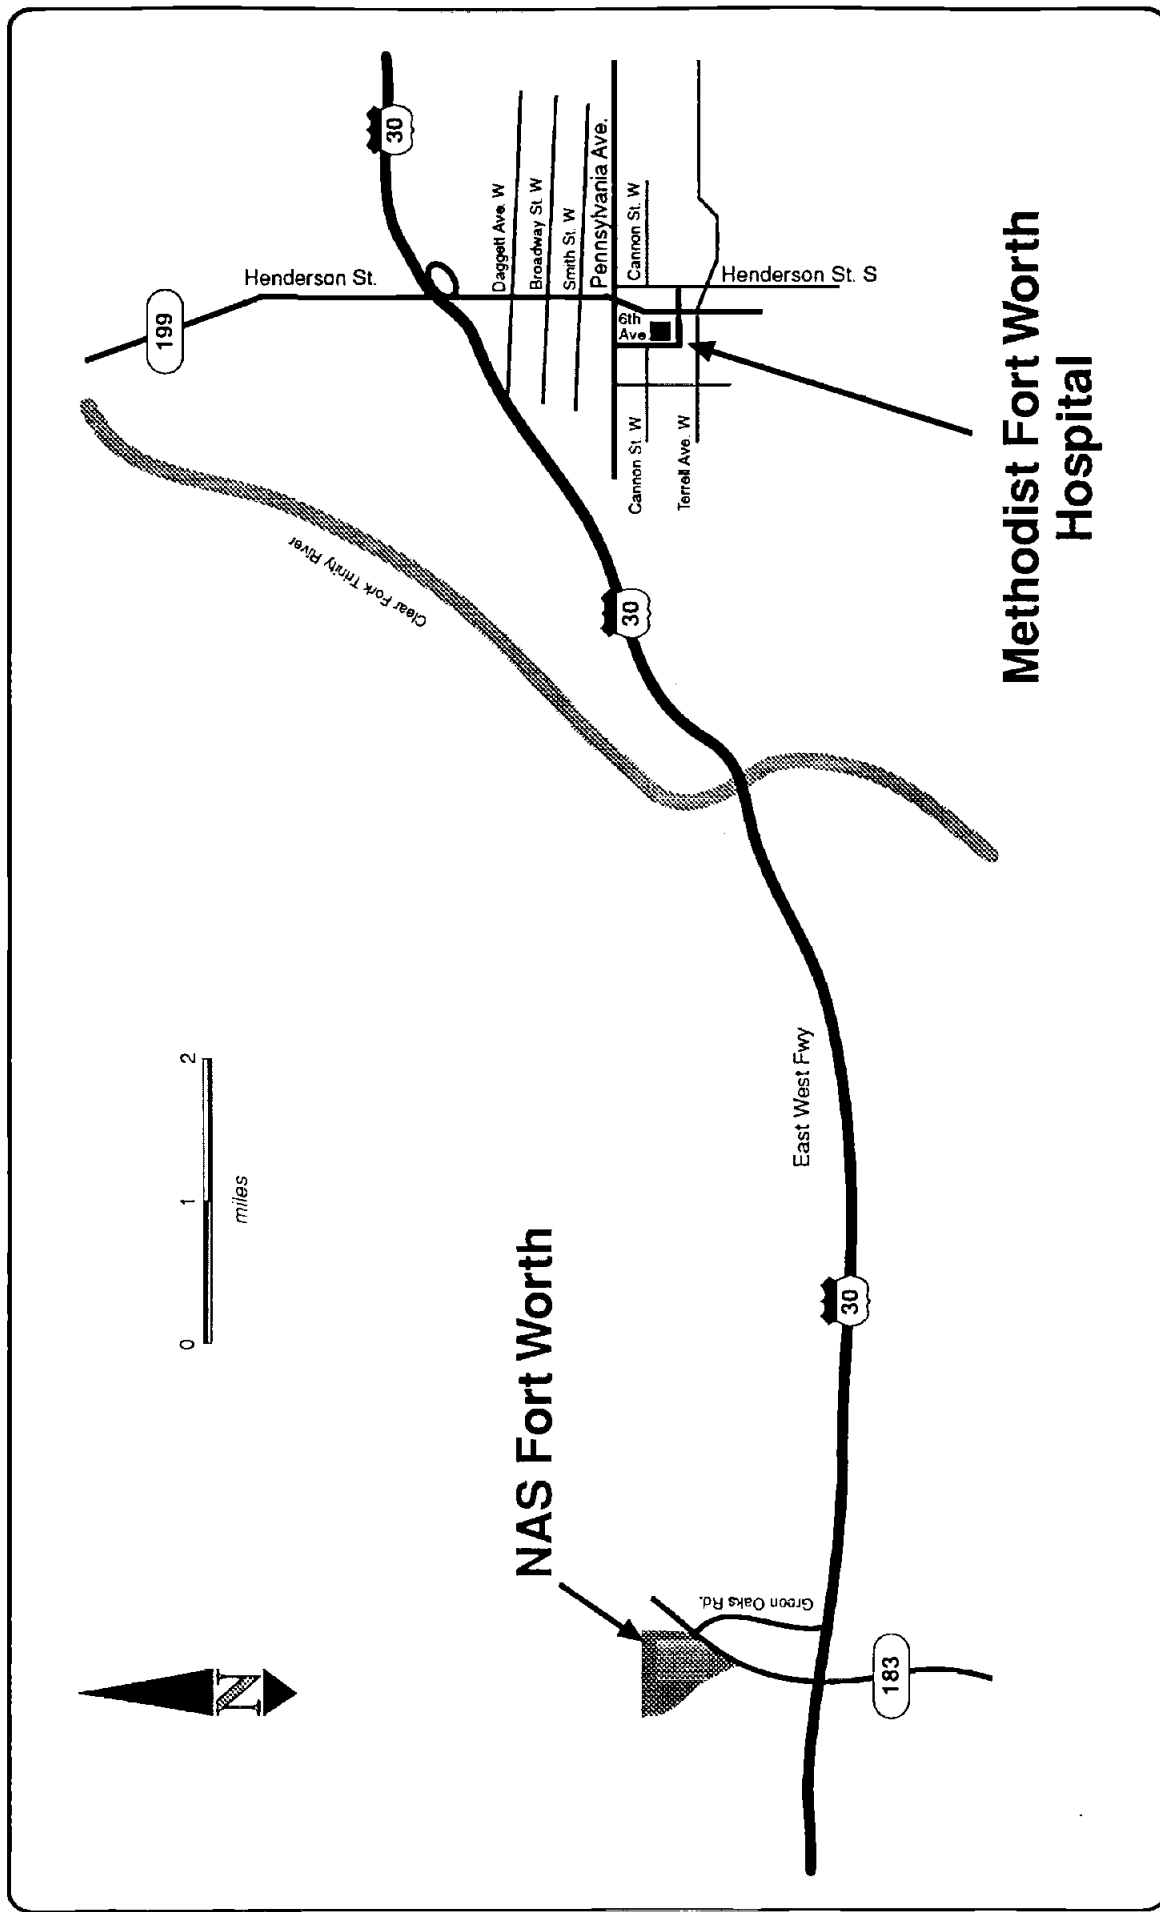 0 1 2
miles
199
30
Henderson St.
Clear Fork Trinity River
Daggett Ave. W
Broadway St. W
Smith St. W
Pennsylvania Ave.
Cannon St. W
6th
Ave
Henderson St. S
Cannon St. W
Terrell Ave. W
30
Methodist Fort Worth
Hospital
N
NAS Fort Worth
East West Fwy
30
Green Oaks Rd.
183